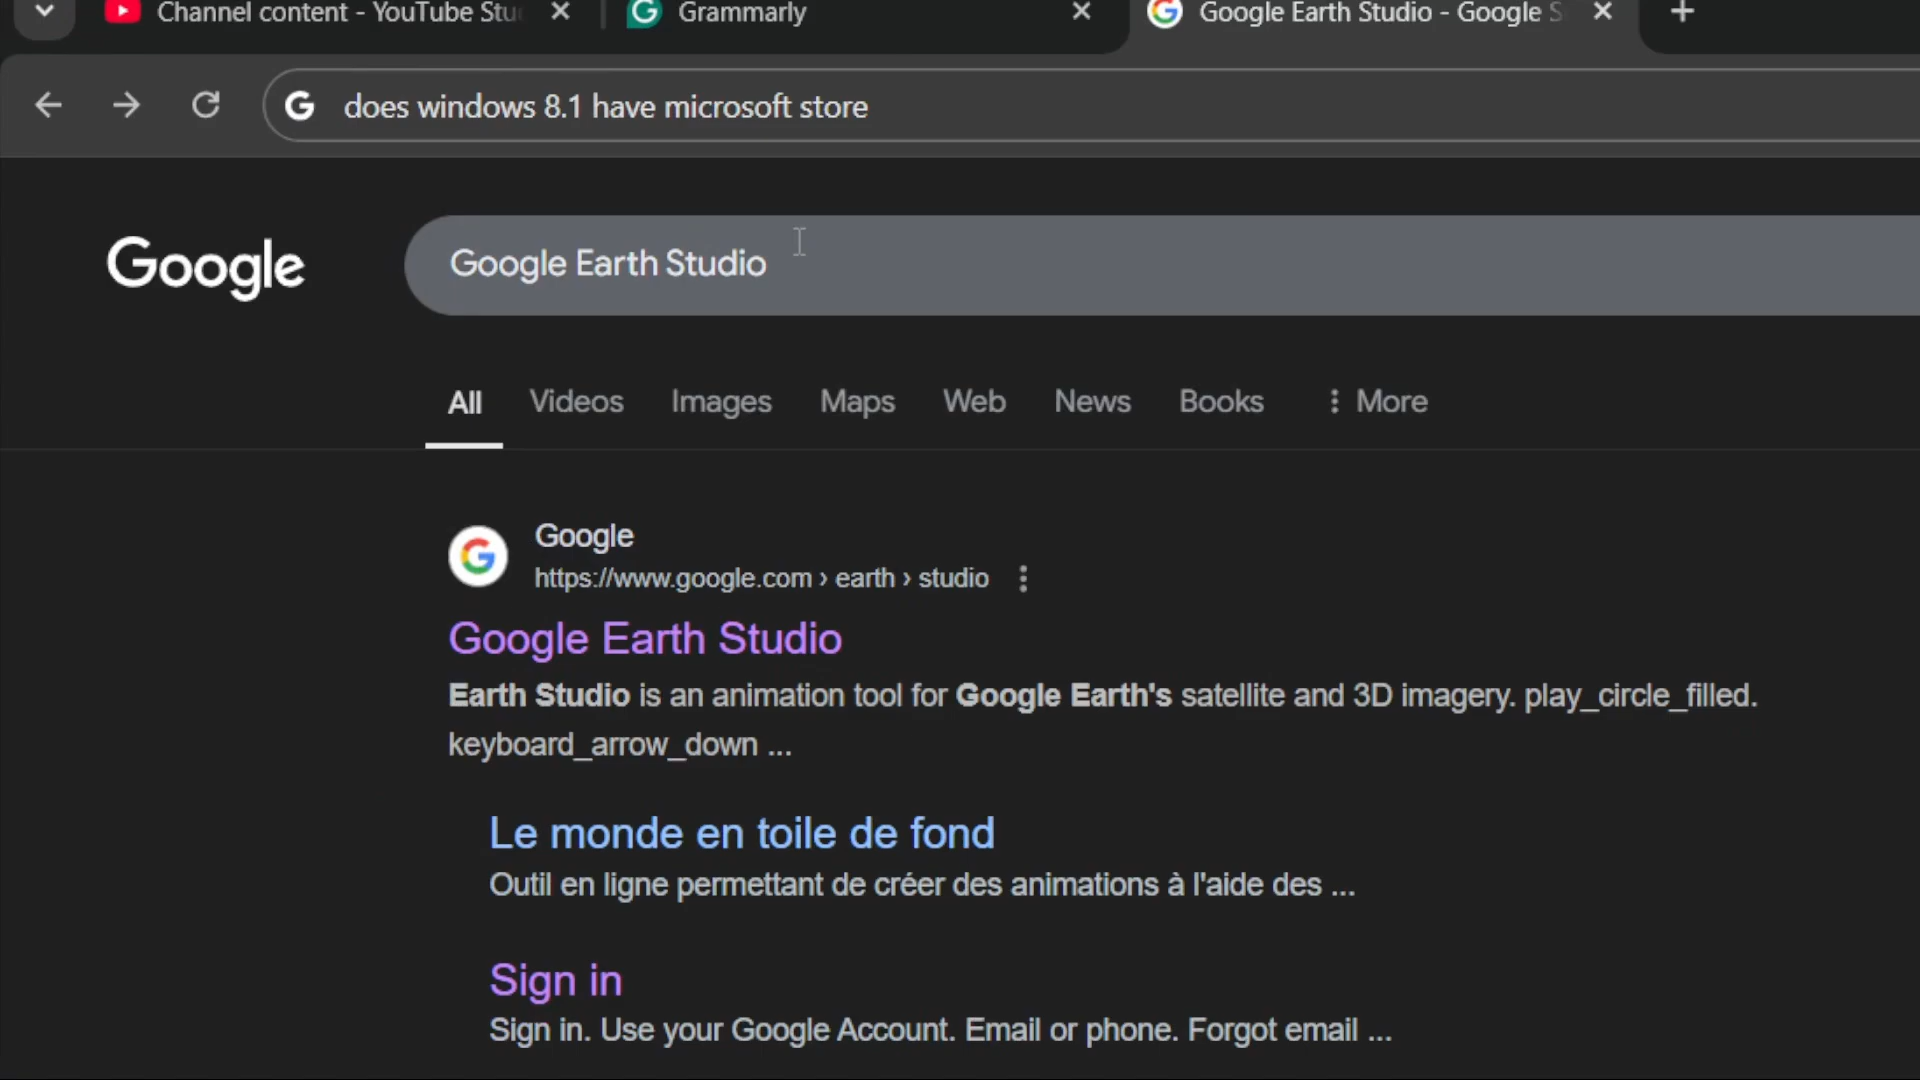 Channel content - YouTube Stu
Grammarly
Google Earth Studio - Google S
does windows 8.1 have microsoft store
Google
Google Earth Studio
All
Videos
Images
Maps
Web
News
Books
More
Google
https://www.google.com › earth › studio
Google Earth Studio
Earth Studio is an animation tool for Google Earth's satellite and 3D imagery. play_circle_filled.
keyboard_arrow_down ...
Le monde en toile de fond
Outil en ligne permettant de créer des animations à l'aide des ...
Sign in
Sign in. Use your Google Account. Email or phone. Forgot email ...